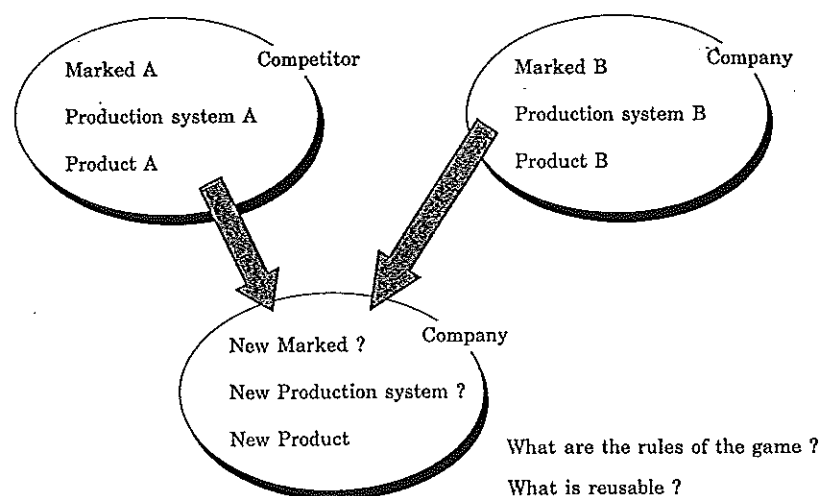 Competitor
Marked A
Production system A
Product A
Company
Marked B
Production system B
Product B
Company
New Marked ?
New Production system ?
New Product
What are the rules of the game ?
What is reusable ?